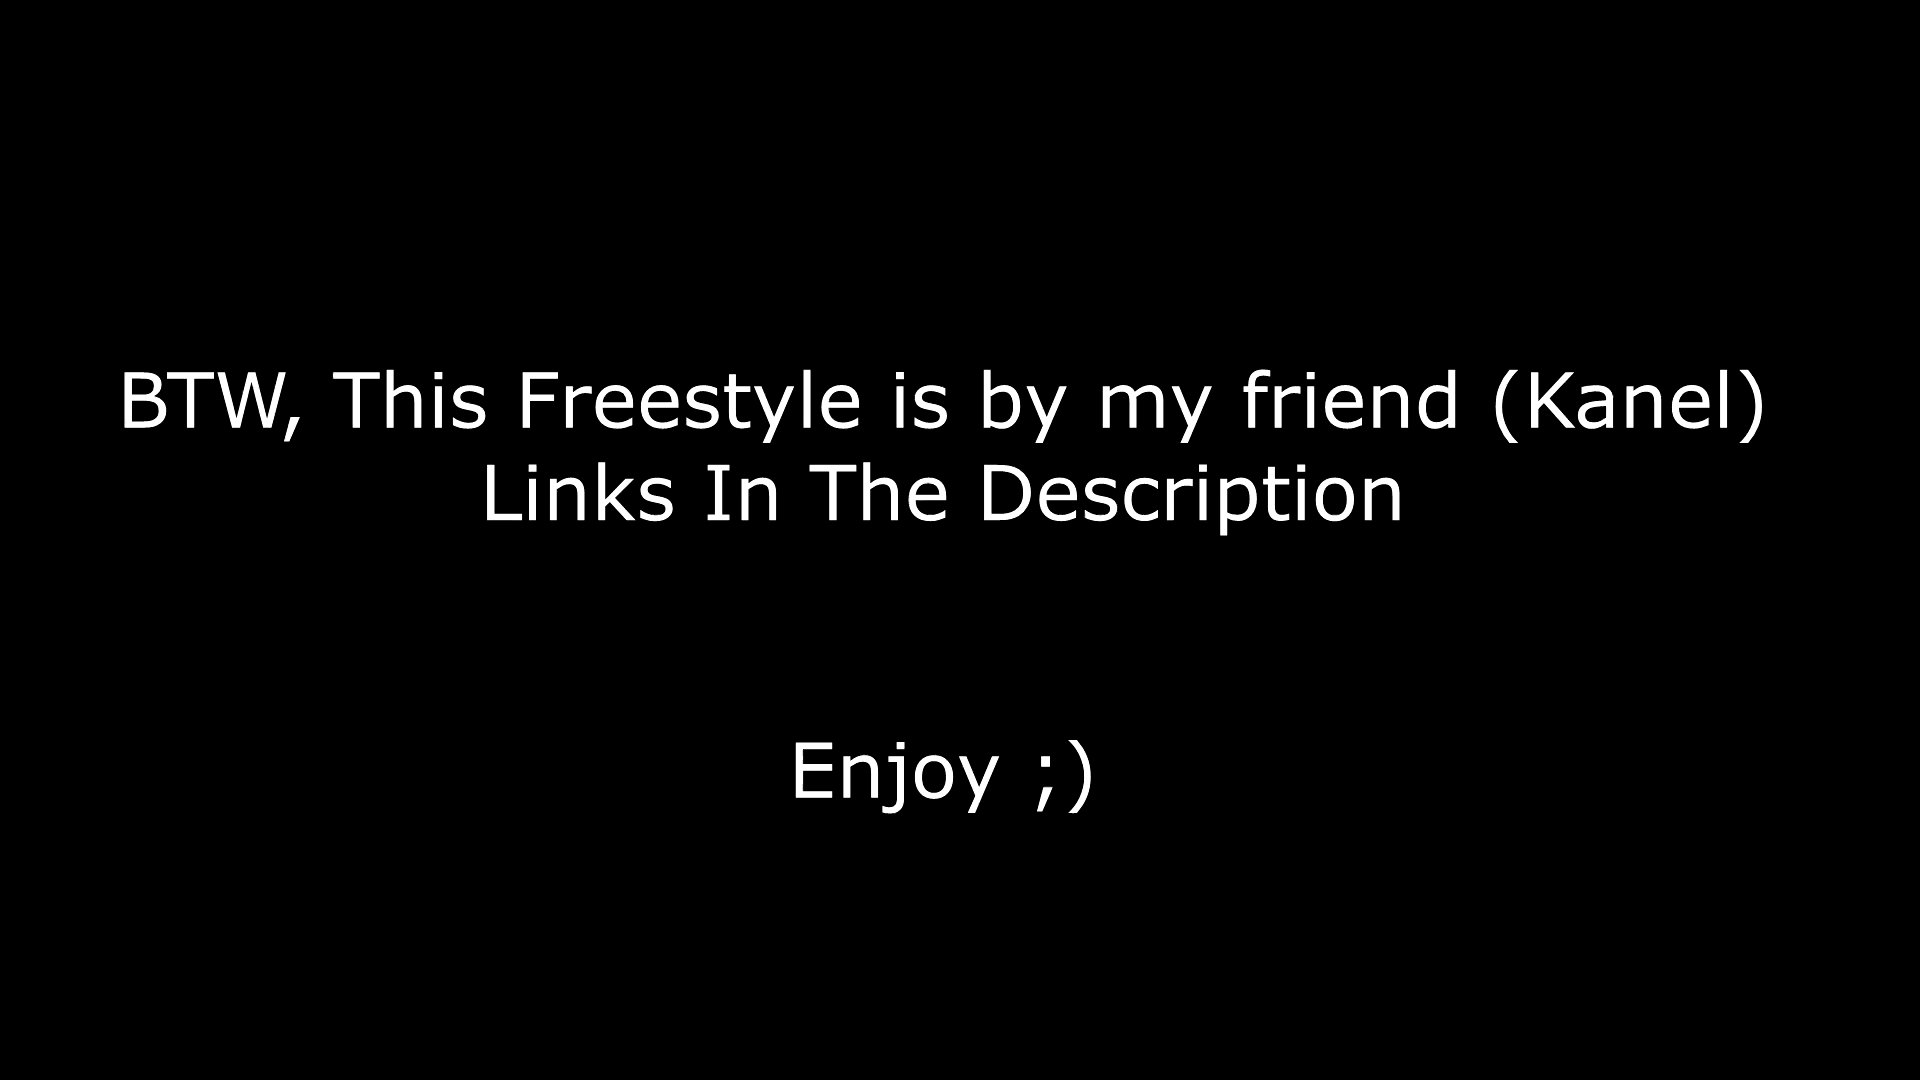 BTW, This Freestyle is by my friend (Kanel)
Links In The Description
Enjoy ;)